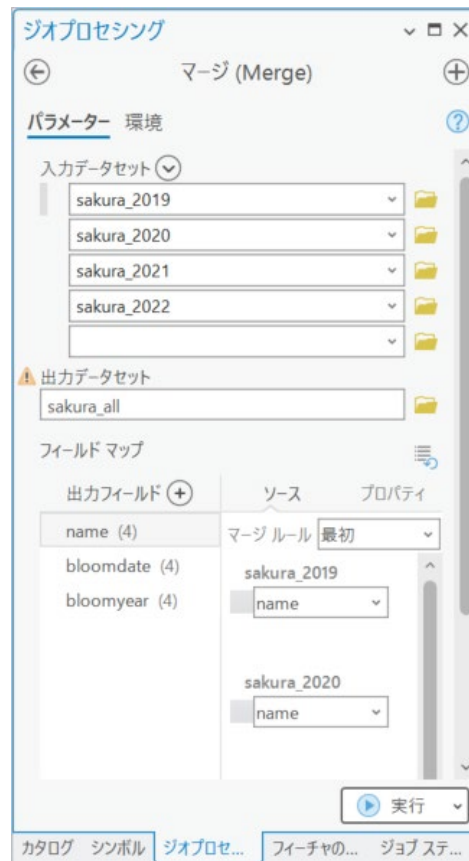 ジオプロセシング
マージ (Merge)
パラメーター 環境
入力データセット
sakura_2019
sakura_2020
sakura_2021
sakura_2022
出力データセット
sakura_all
フィールド マップ
出力フィールド ソース プロパティ
name (4) マージ ルール 最初
bloomdate (4) sakura_2019
bloomyear (4) name
sakura_2020
name
実行
カタログ シンボル ジオプロセ... フィーチャの... ジョブ ステ...